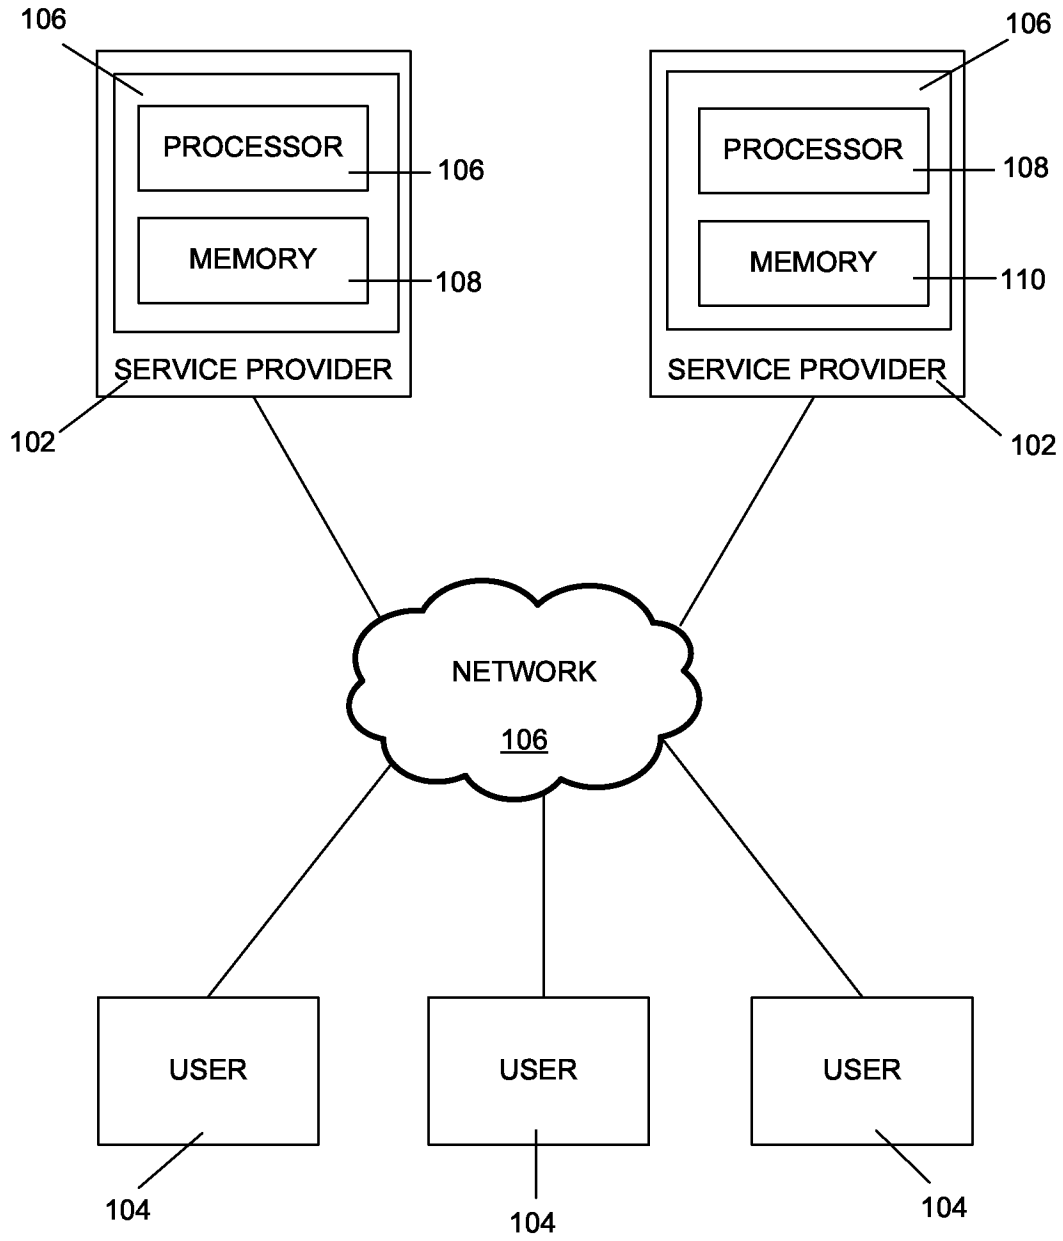 106
106
PROCESSOR
106
PROCESSOR
108
MEMORY
108
MEMORY
110
SERVICE PROVIDER
SERVICE PROVIDER
102
102
NETWORK
106
USER
USER
USER
104
104
104